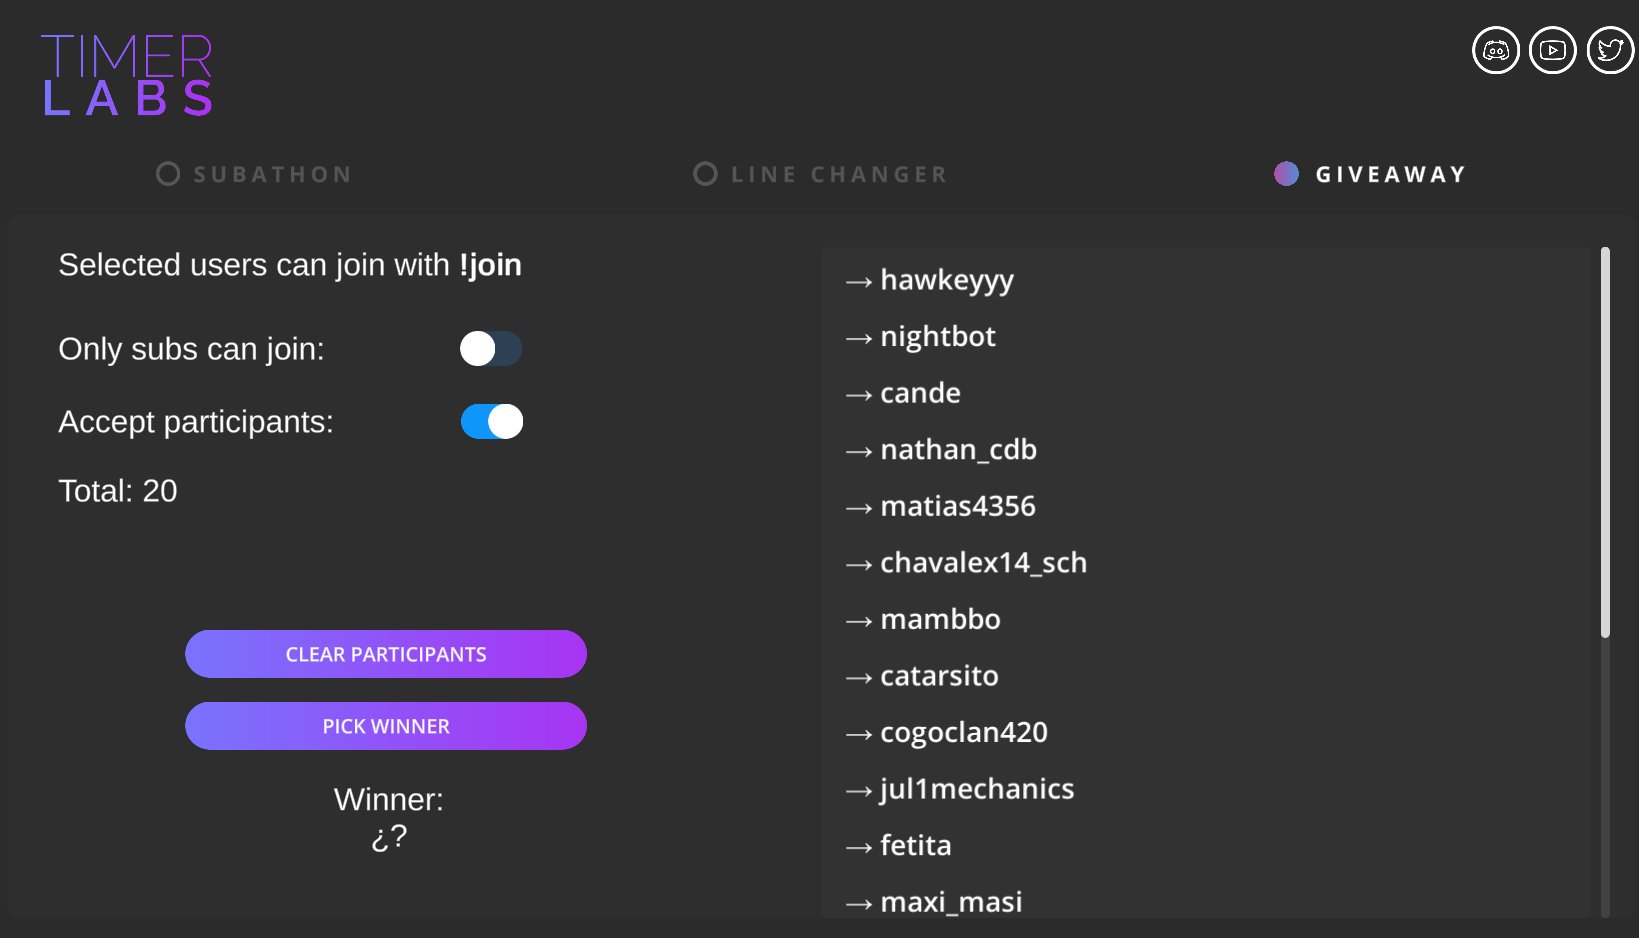 TIMER
LABS
SUBATHON
LINE CHANGER
GIVEAWAY
Selected users can join with !join
Only subs can join:
Accept participants:
Total: 20
CLEAR PARTICIPANTS
PICK WINNER
Winner:
¿?
→ hawkeyyy
→ nightbot
→ cande
→ nathan_cdb
→ matias4356
→ chavalex14_sch
→ mambbo
→ catarsito
→ cogoclan420
→ jul1mechanics
→ fetita
→ maxi_masi